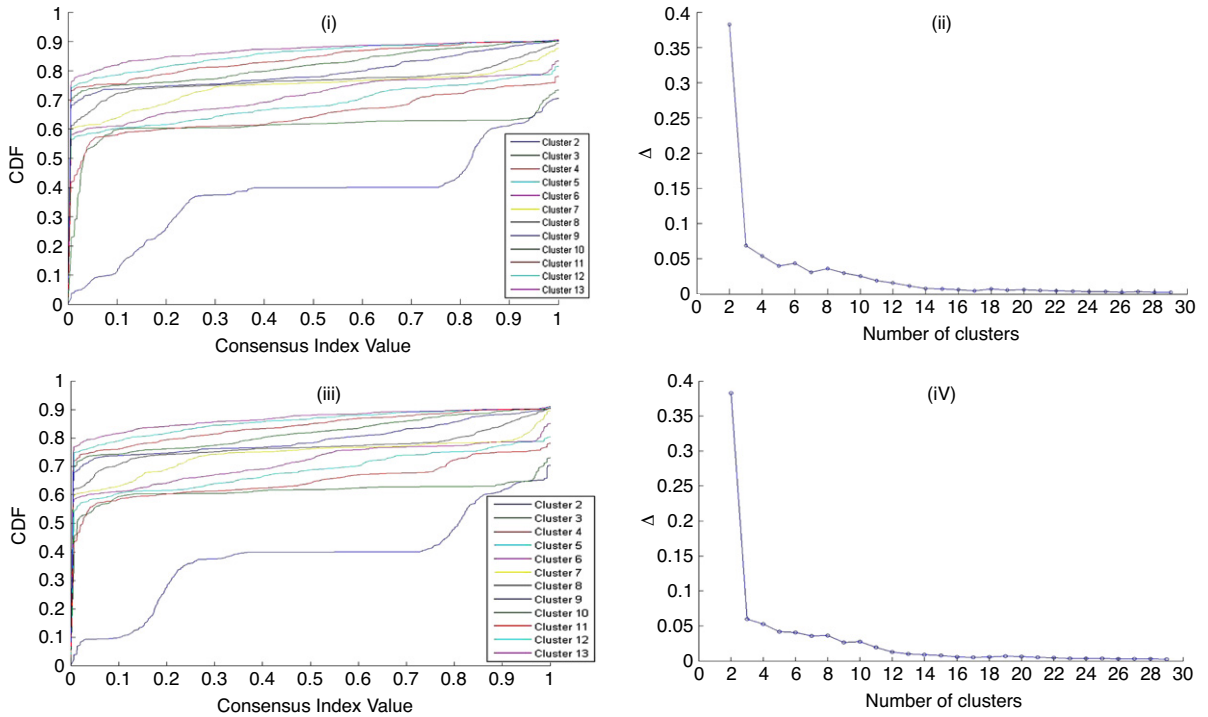 (i)
CDF
1
0.9
0.8
0.7
0.6
0.5
0.4
0.3
0.2
0.1
0
0 0.1 0.2 0.3 0.4 0.5 0.6 0.7 0.8 0.9 1
Consensus Index Value
Cluster 2
Cluster 3
Cluster 4
Cluster 5
Cluster 6
Cluster 7
Cluster 8
Cluster 9
Cluster 10
Cluster 11
Cluster 12
Cluster 13
(ii)
Δ
0.4
0.35
0.3
0.25
0.2
0.15
0.1
0.05
0
0 2 4 6 8 10 12 14 16 18 20 22 24 26 28 30
Number of clusters
(iii)
CDF
1
0.9
0.8
0.7
0.6
0.5
0.4
0.3
0.2
0.1
0
0 0.1 0.2 0.3 0.4 0.5 0.6 0.7 0.8 0.9 1
Consensus Index Value
Cluster 2
Cluster 3
Cluster 4
Cluster 5
Cluster 6
Cluster 7
Cluster 8
Cluster 9
Cluster 10
Cluster 11
Cluster 12
Cluster 13
(iV)
Δ
0.4
0.35
0.3
0.25
0.2
0.15
0.1
0.05
0
0 2 4 6 8 10 12 14 16 18 20 22 24 26 28 30
Number of clusters